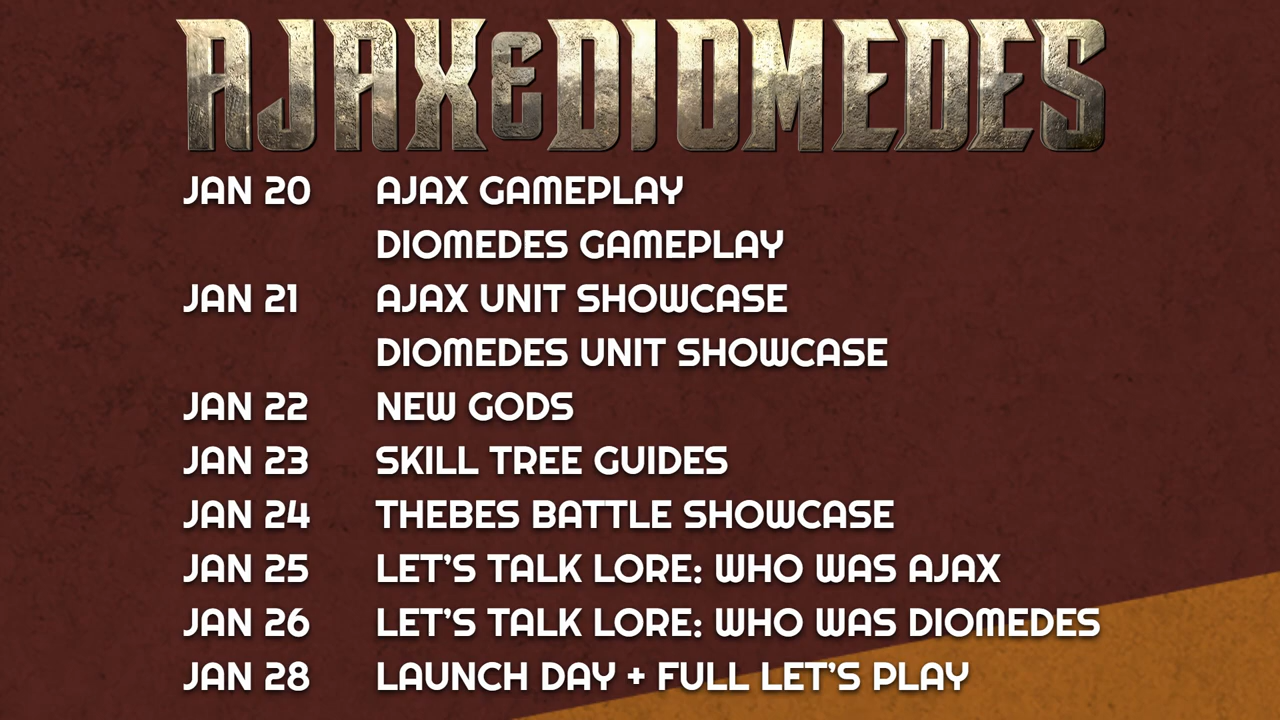 AJAX&DIOMEDES
JAN 20 AJAX GAMEPLAY
DIOMEDES GAMEPLAY
JAN 21 AJAX UNIT SHOWCASE
DIOMEDES UNIT SHOWCASE
JAN 22 NEW GODS
JAN 23 SKILL TREE GUIDES
JAN 24 THEBES BATTLE SHOWCASE
JAN 25 LET'S TALK LORE: WHO WAS AJAX
JAN 26 LET'S TALK LORE: WHO WAS DIOMEDES
JAN 28 LAUNCH DAY + FULL LET'S PLAY